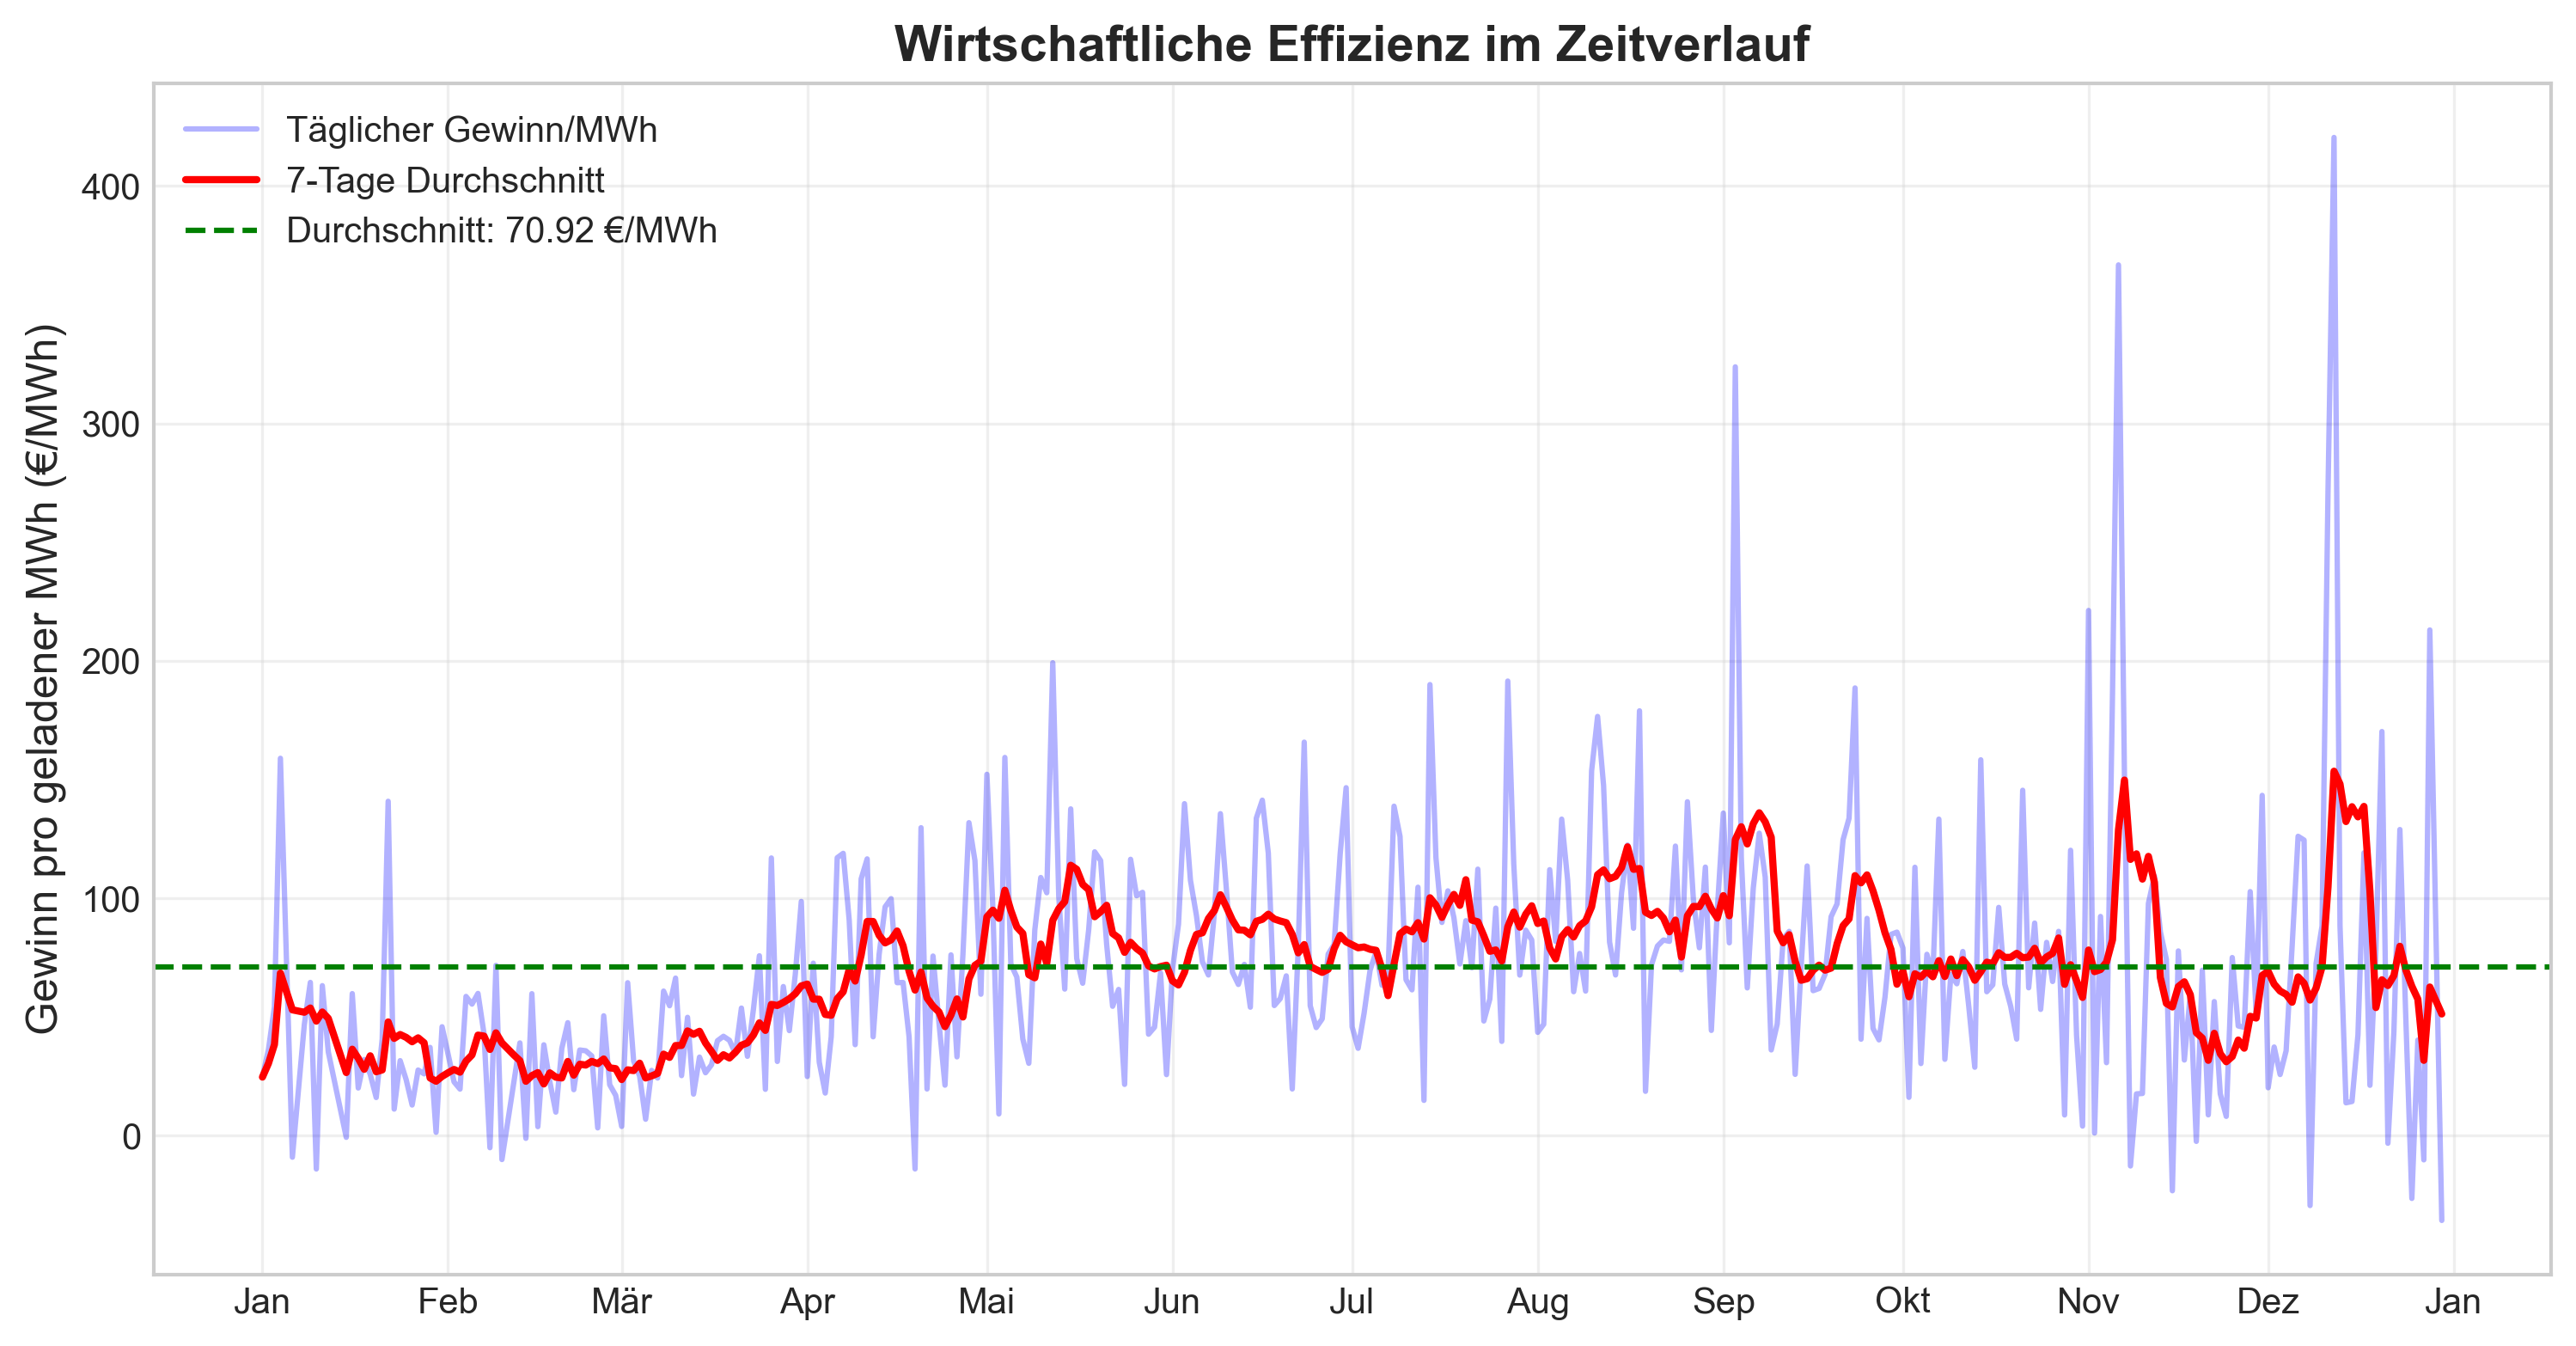 Wirtschaftliche Effizienz im Zeitverlauf
Täglicher Gewinn/MWh
7-Tage Durchschnitt
Durchschnitt: 70.92 €/MWh
Gewinn pro geladener MWh (€/MWh)
400
300
200
100
0
Jan Feb Mär Apr Mai Jun Jul Aug Sep Okt Nov Dez Jan